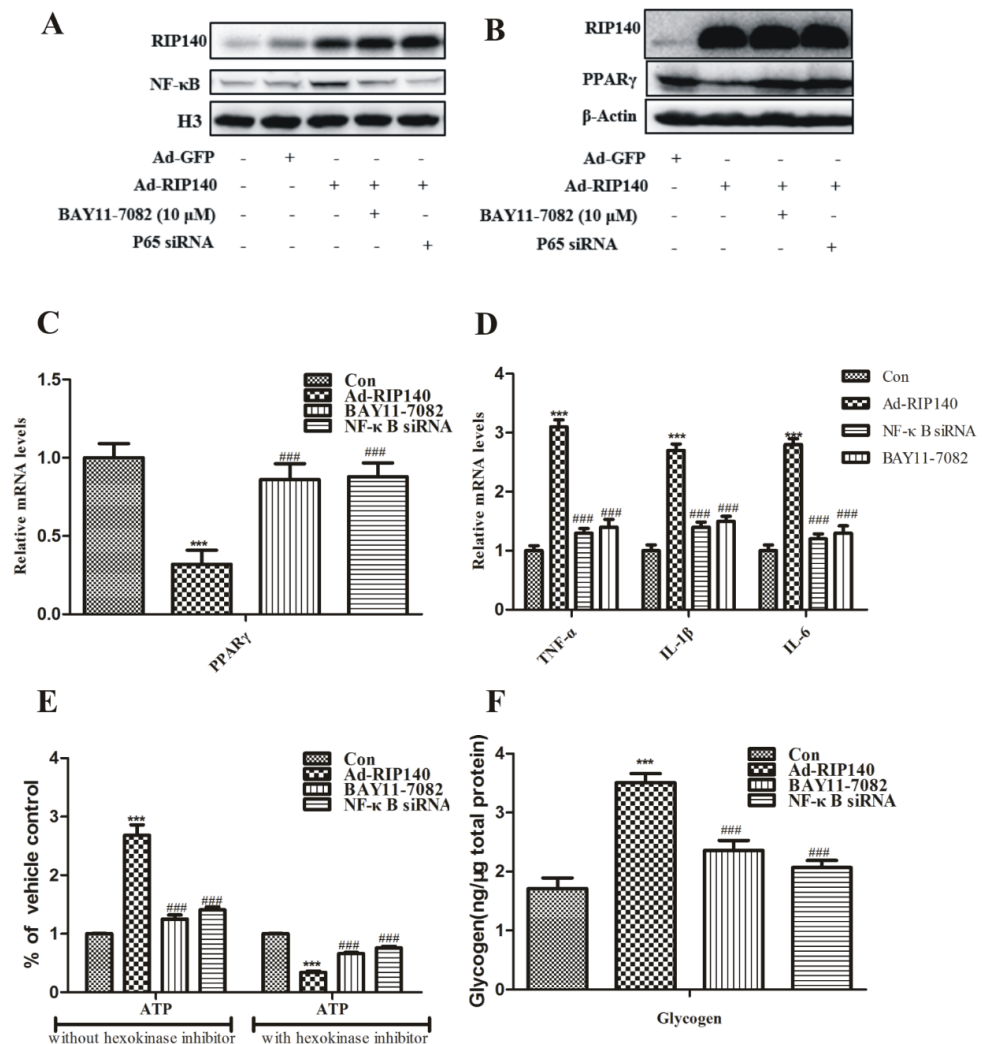 A
RIP140
NF-κB
H3
Ad-GFP - + - - -
Ad-RIP140 - - + + +
BAY11-7082 (10 μM) - - - + -
P65 siRNA - - - - +
B
RIP140
PPARγ
β-Actin
Ad-GFP + - - -
Ad-RIP140 - + + +
BAY11-7082 (10 μM) - - + -
P65 siRNA - - - +
C
Relative mRNA levels
1.5
1.0
0.5
0.0
*** ### ###
Con
Ad-RIP140
BAY11-7082
NF-κ B siRNA
PPARγ
D
Relative mRNA levels
4
3
2
1
0
*** ### ### *** ### ### *** ### ###
Con
Ad-RIP140
NF-κ B siRNA
BAY11-7082
TNF-α IL-1β IL-6
E
% of vehicle control
4
3
2
1
0
*** ### ### *** ### ###
Con
Ad-RIP140
BAY11-7082
NF-κ B siRNA
ATP ATP
without hexokinase inhibitor with hexokinase inhibitor
F
Glycogen(ng/μg total protein)
4
3
2
1
0
*** ### ###
Con
Ad-RIP140
BAY11-7082
NF-κ B siRNA
Glycogen